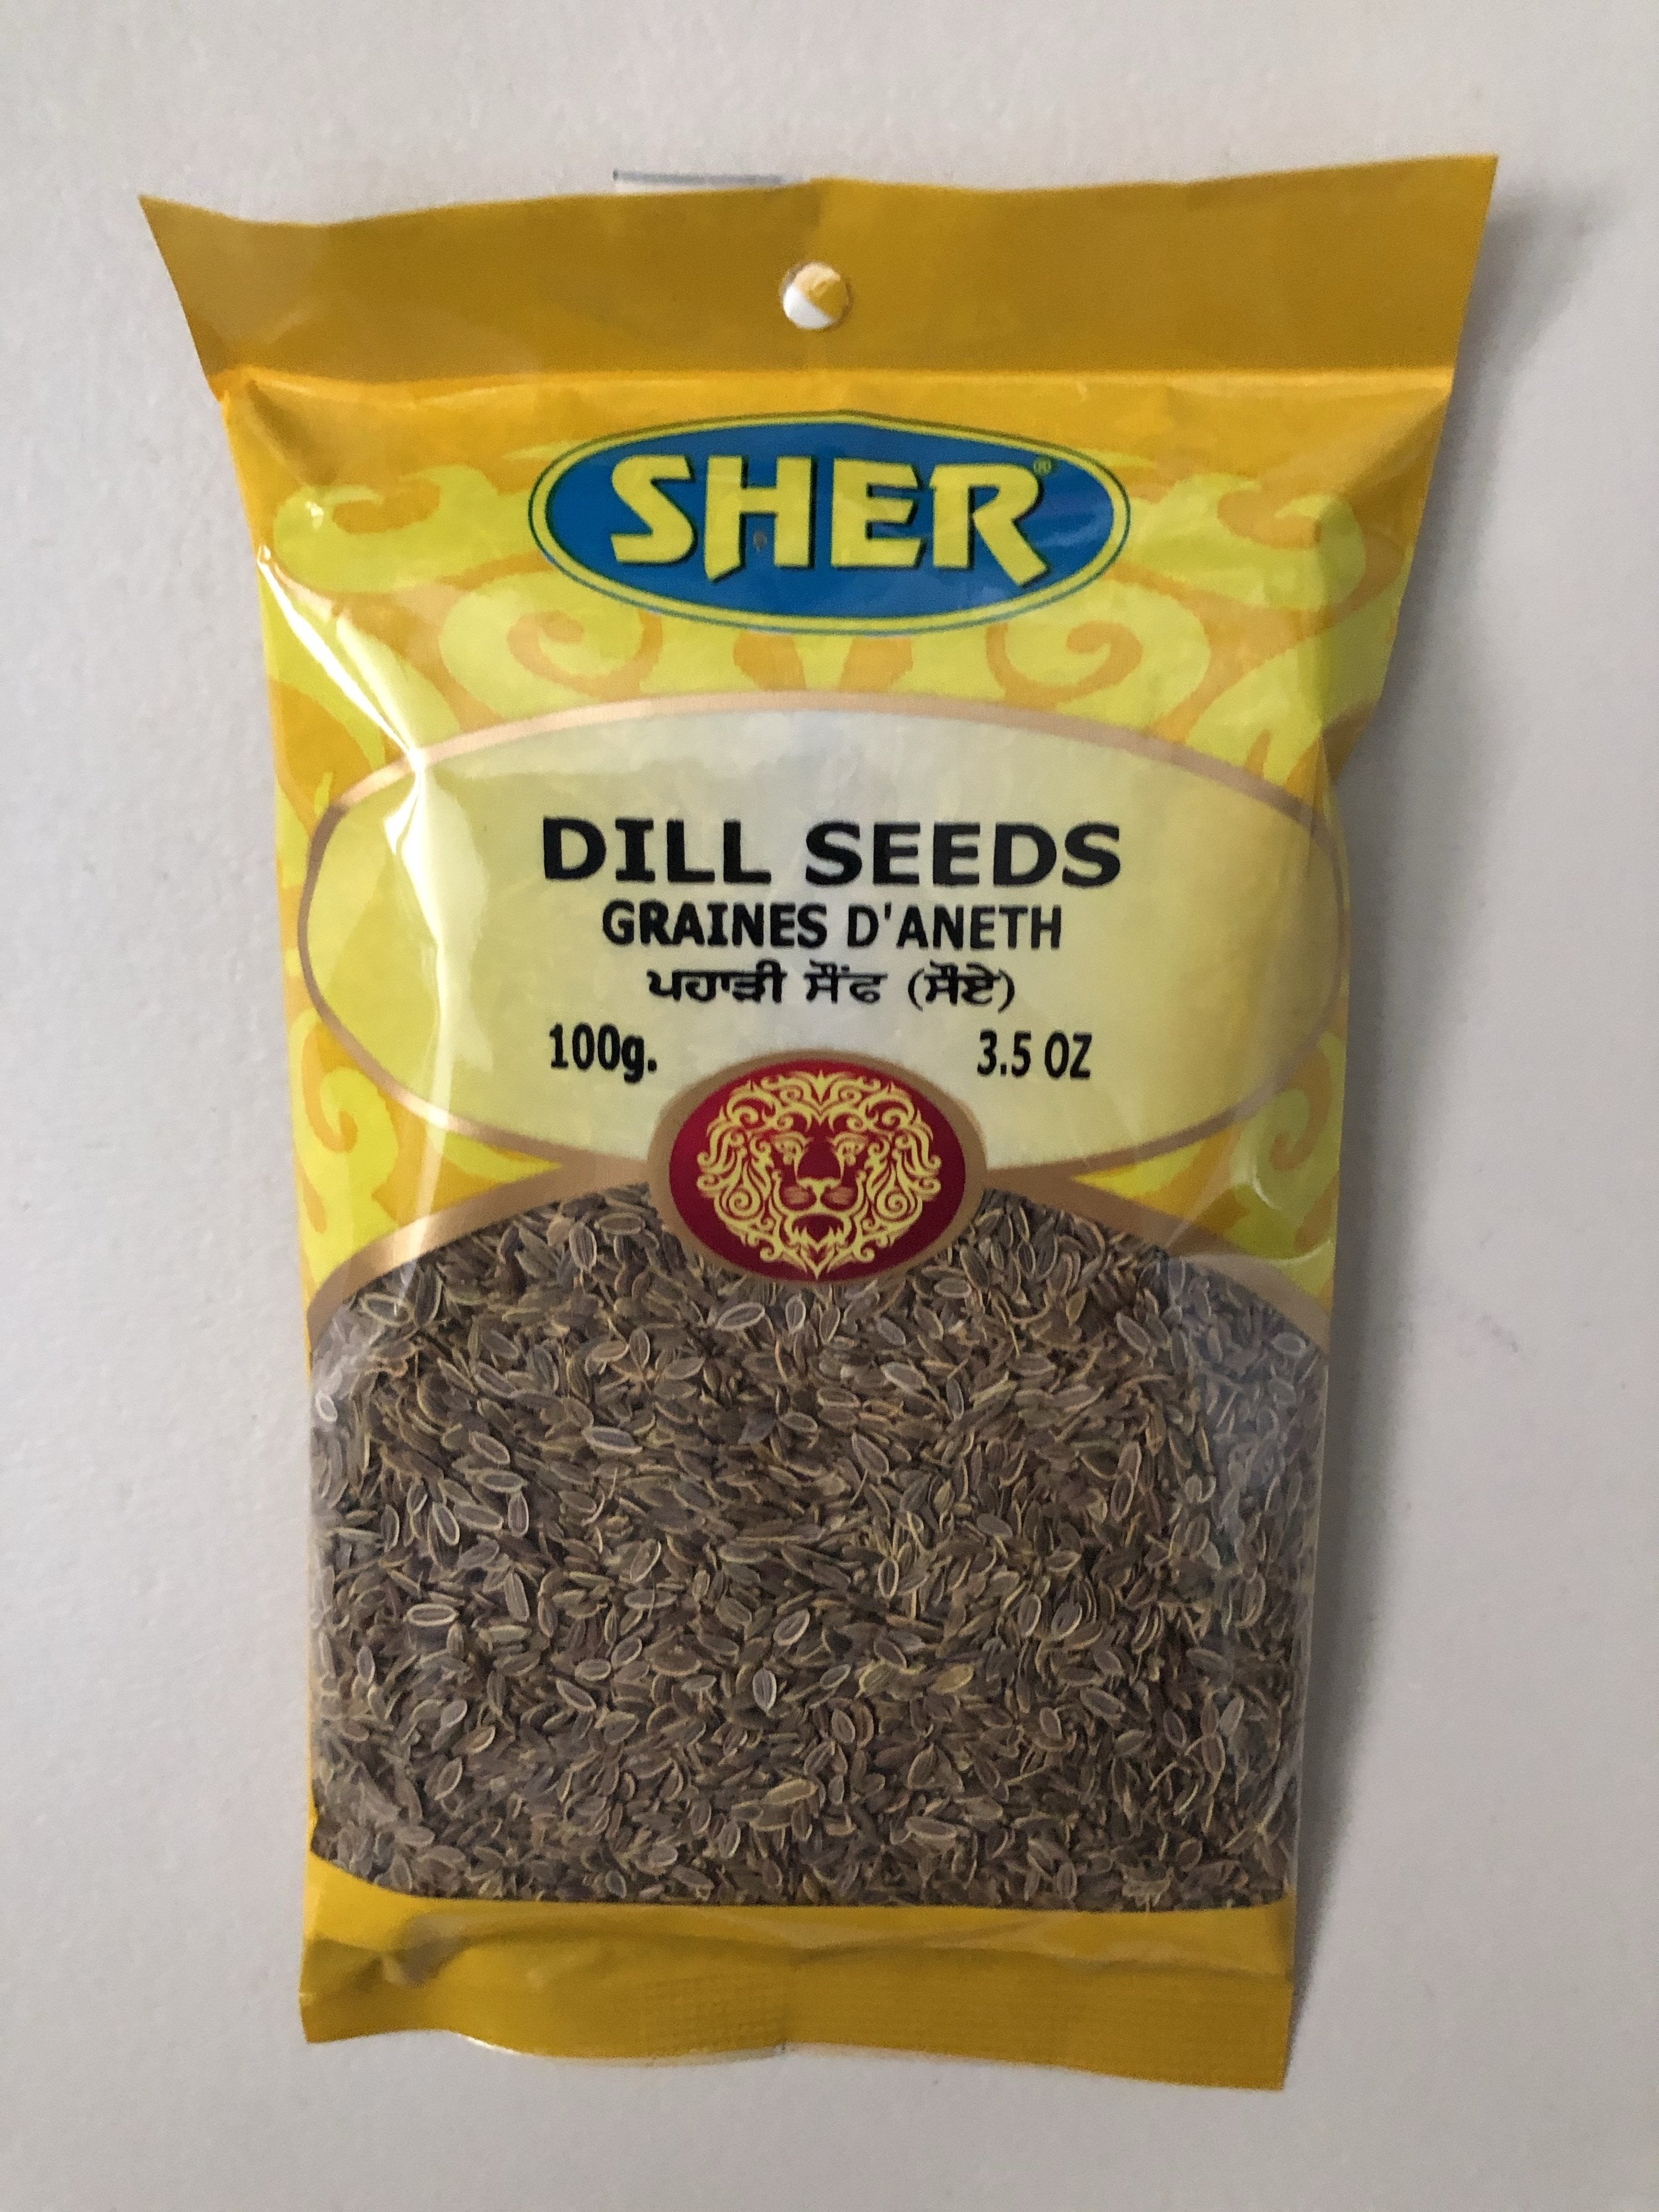 SHER®
DILL SEEDS
GRAINES D'ANETH
ਪਹਾੜੀ ਸੌਂਫ (ਸੌਏ)
100g. 3.5 OZ